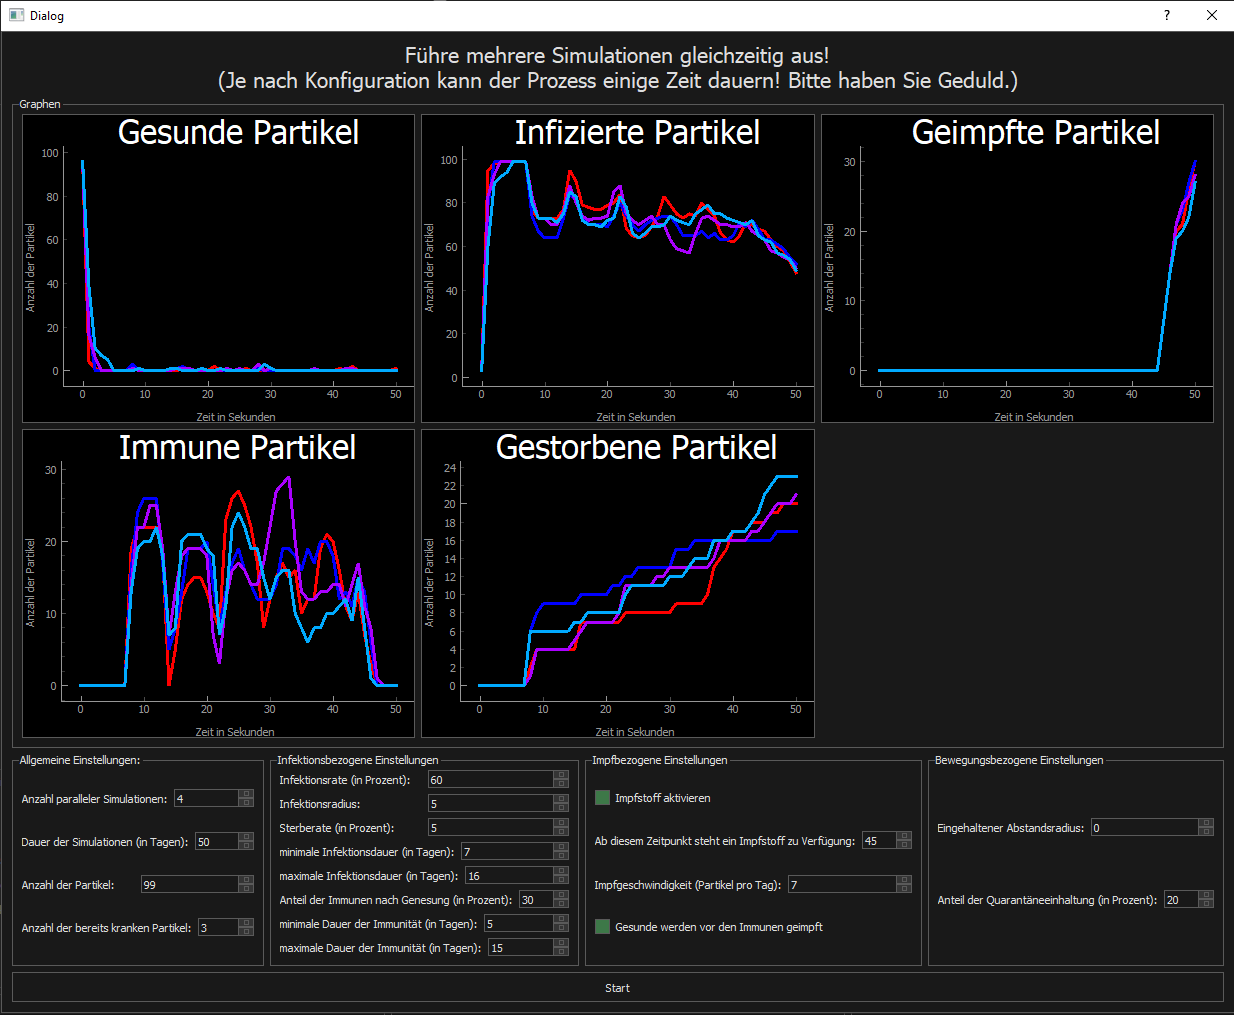 Dialog
?
Führe mehrere Simulationen gleichzeitig aus!
(Je nach Konfiguration kann der Prozess einige Zeit dauern! Bitte haben Sie Geduld.)
Graphen
Gesunde Partikel
Anzahl der Partikel
100
80
60
40
20
0
0 10 20 30 40 50
Zeit in Sekunden
Infizierte Partikel
Anzahl der Partikel
100
80
60
40
20
0
0 10 20 30 40 50
Zeit in Sekunden
Geimpfte Partikel
Anzahl der Partikel
30
20
10
0
0 10 20 30 40 50
Zeit in Sekunden
Immune Partikel
Anzahl der Partikel
30
20
10
0
0 10 20 30 40 50
Zeit in Sekunden
Gestorbene Partikel
Anzahl der Partikel
24
22
20
18
16
14
12
10
8
6
4
2
0
0 10 20 30 40 50
Zeit in Sekunden
Allgemeine Einstellungen:
Anzahl paralleler Simulationen: 4
Dauer der Simulationen (in Tagen): 50
Anzahl der Partikel: 99
Anzahl der bereits kranken Partikel: 3
Infektionsbezogene Einstellungen
Infektionsrate (in Prozent): 60
Infektionsradius: 5
Sterberate (in Prozent): 5
minimale Infektionsdauer (in Tagen): 7
maximale Infektionsdauer (in Tagen): 16
Anteil der Immunen nach Genesung (in Prozent): 30
minimale Dauer der Immunität (in Tagen): 5
maximale Dauer der Immunität (in Tagen): 15
Impfbezogene Einstellungen
Impfstoff aktivieren
Ab diesem Zeitpunkt steht ein Impfstoff zu Verfügung: 45
Impfgeschwindigkeit (Partikel pro Tag): 7
Gesunde werden vor den Immunen geimpft
Bewegungsbezogene Einstellungen
Eingehaltener Abstandsradius: 0
Anteil der Quarantäneeinhaltung (in Prozent): 20
Start